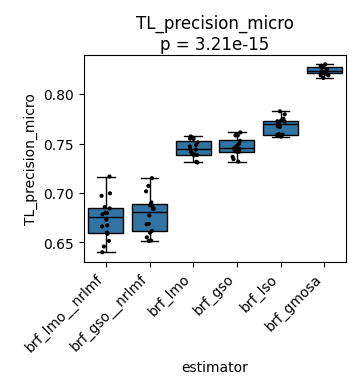 TL_precision_micro
p = 3.21e-15
TL_precision_micro
0.80
0.75
0.70
0.65
brf_lmo__nrlmf
brf_gso__nrlmf
brf_lmo
brf_gso
brf_lso
brf_gmosa
estimator